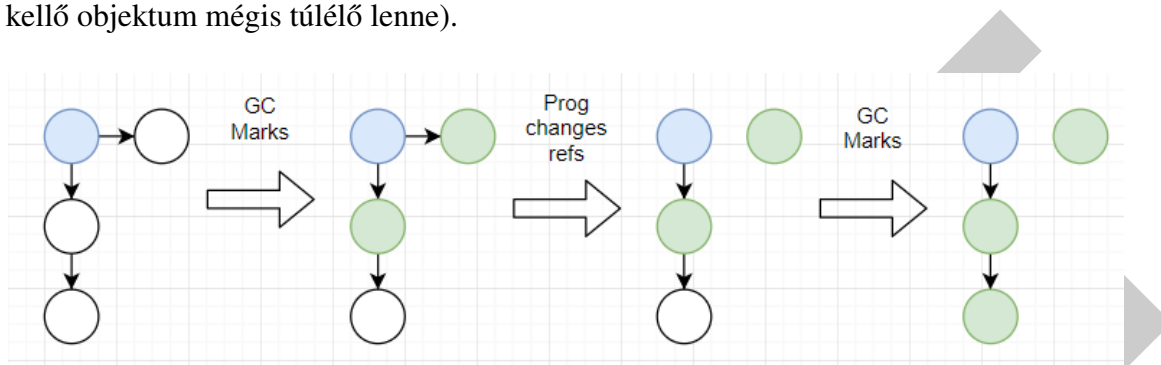 kellő objektum mégis túlélő lenne).
GC
Marks
Prog
changes
refs
GC
Marks